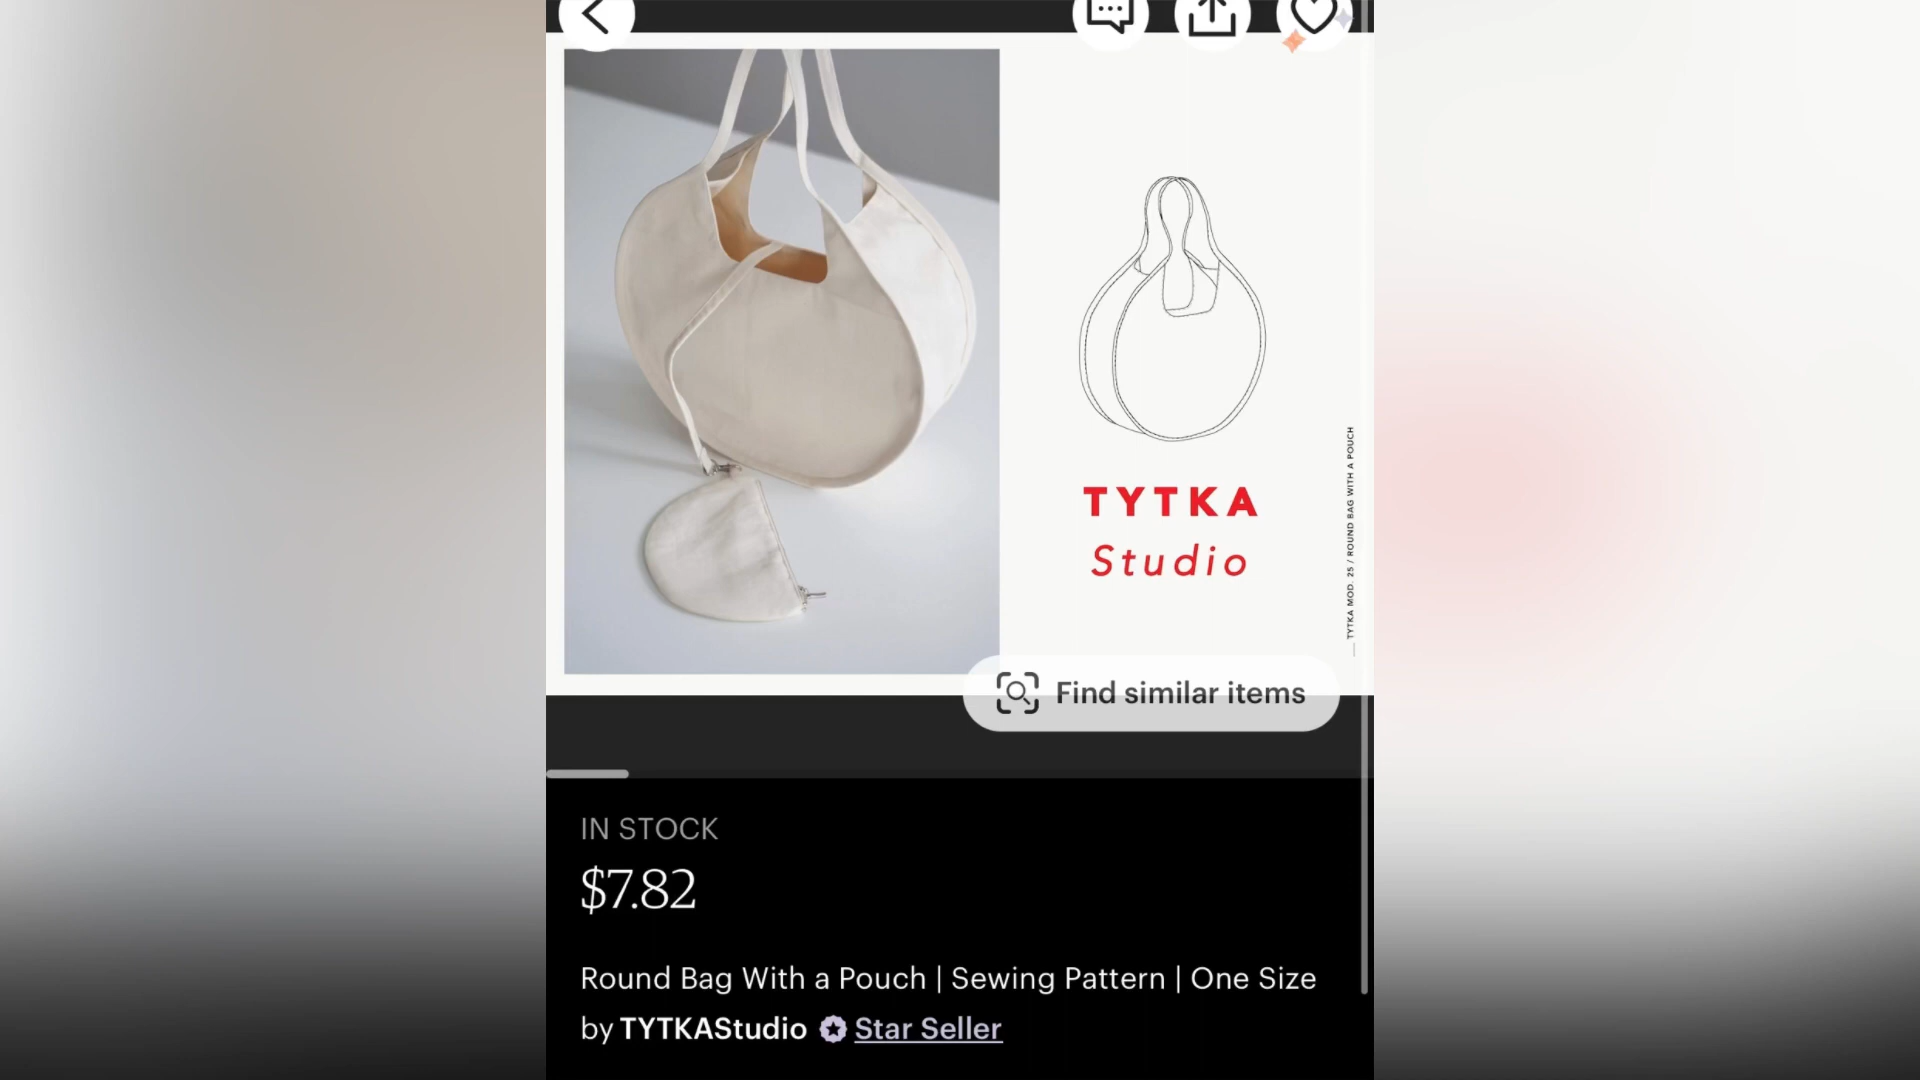 TYTKA
Studio
TYTKA MOD. 25 / ROUND BAG WITH A POUCH
Find similar items
IN STOCK
$7.82
Round Bag With a Pouch | Sewing Pattern | One Size
by TYTKAStudio Star Seller